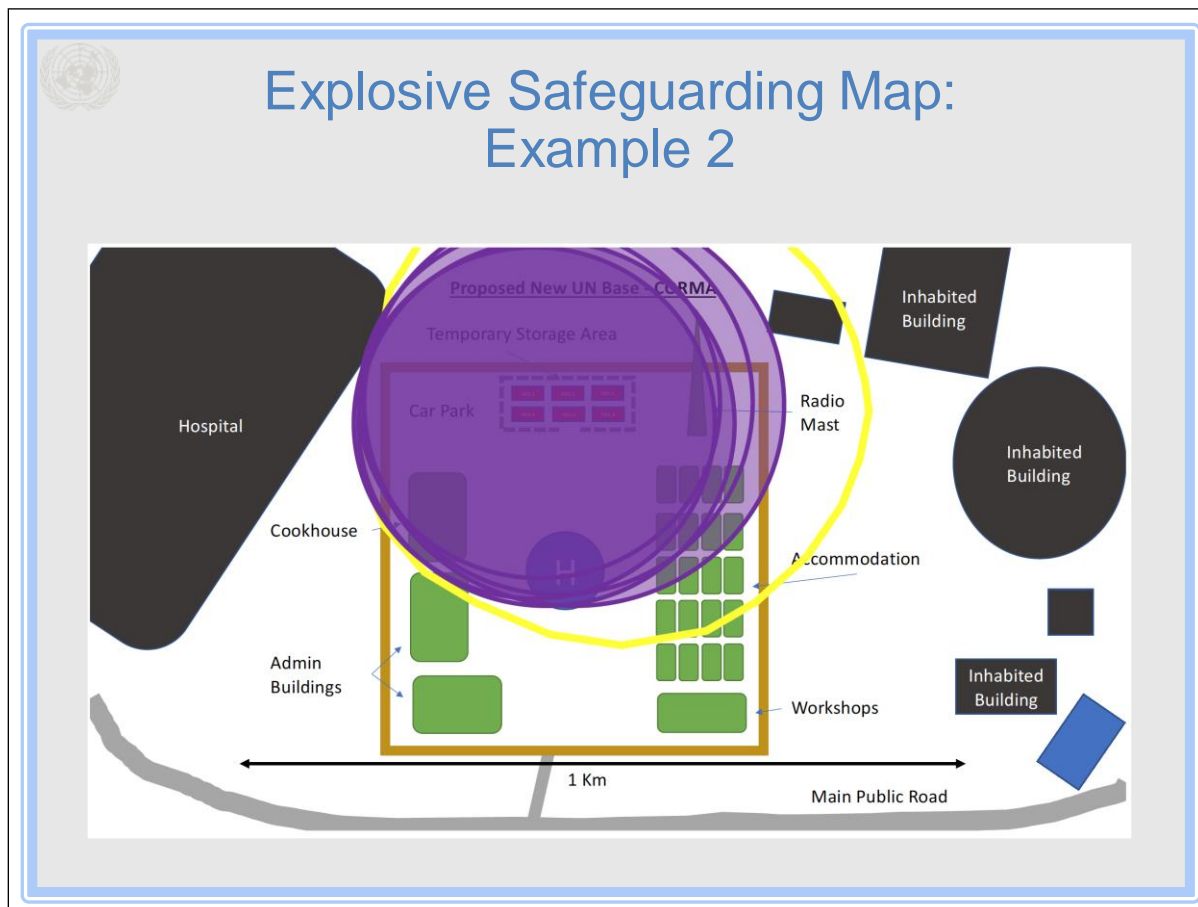 Explosive Safeguarding Map:
Example 2
Proposed New UN Base - CORMA
Temporary Storage Area
Car Park
Hospital
Inhabited
Building
Radio
Mast
Inhabited
Building
Cookhouse
H
Accommodation
Admin
Buildings
Inhabited
Building
Workshops
1 Km
Main Public Road